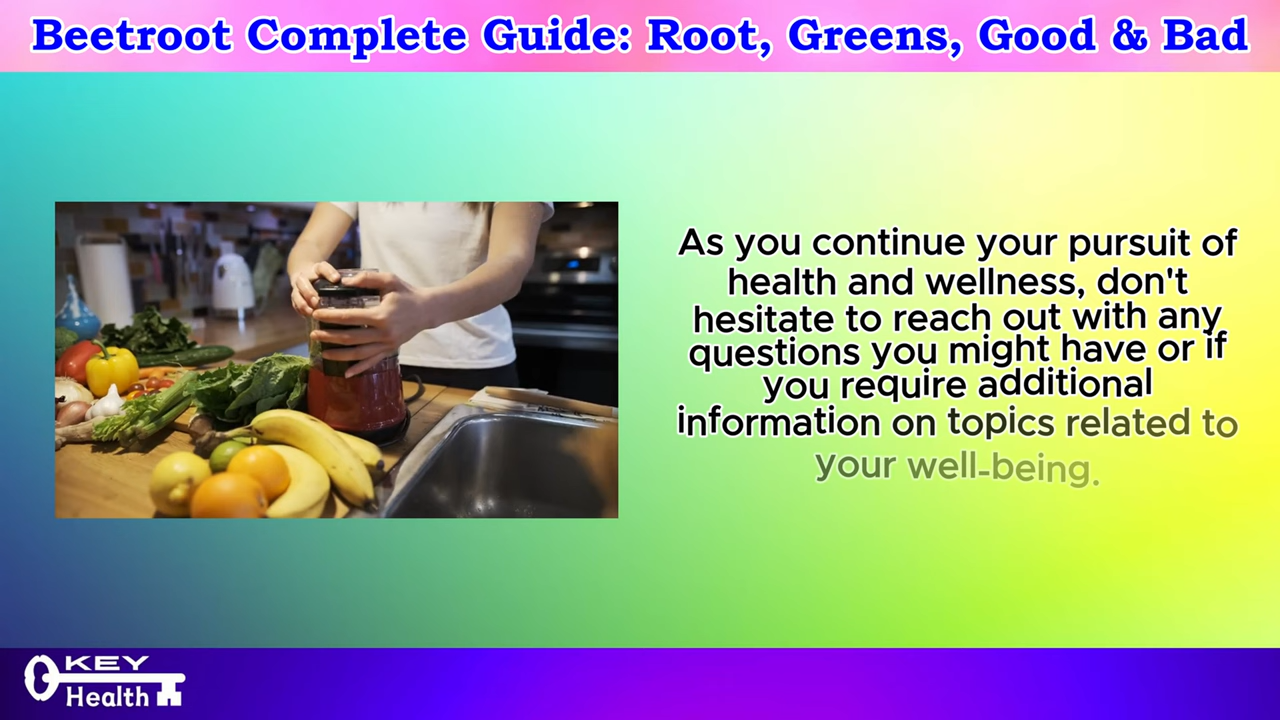 Beetroot Complete Guide: Root, Greens, Good & Bad
As you continue your pursuit of
health and wellness, don't
hesitate to reach out with any
questions you might have or if
you require additional
information on topics related to
your well-being.
KEY
Health